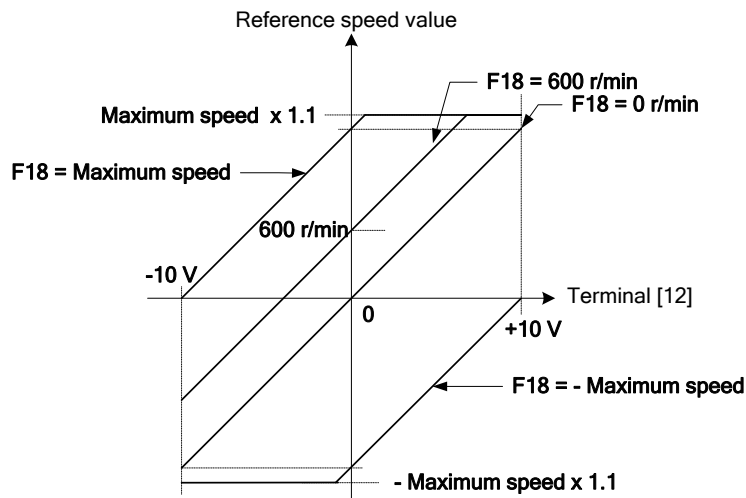 Reference speed value
F18 = 600 r/min
F18 = 0 r/min
Maximum speed x 1.1
F18 = Maximum speed
600 r/min
-10 V
Terminal [12]
0
+10 V
F18 = - Maximum speed
- Maximum speed x 1.1